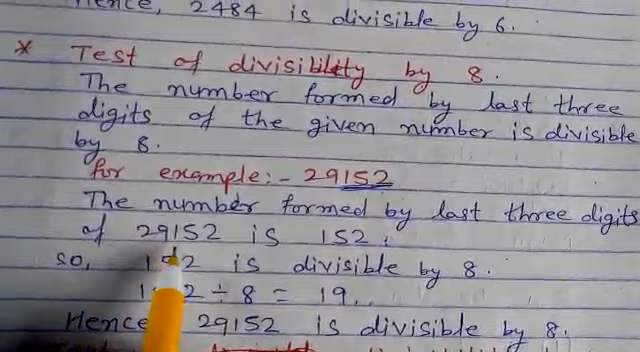 Hence, 2484 is divisible by 6.
* Test of divisibility by 8.
The number formed by last three
digits of the given number is divisible
by 8.
for example:- 29152
The number formed by last three digits
of 29152 is 152.
so, 152 is divisible by 8.
÷ 8 = 19.
Hence 29152 is divisible by 8.